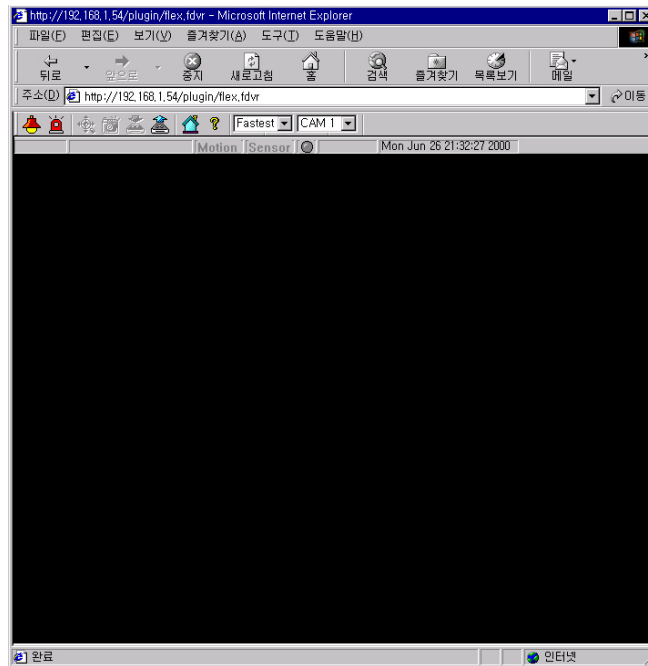 http://192.168.1.54/plugin/flex.fdvr - Microsoft Internet Explorer
파일(F) 편집(E) 보기(V) 즐겨찾기(A) 도구(T) 도움말(H)
뒤로 앞으로 중지 새로고침 홈 검색 즐겨찾기 목록보기 메일
주소(D) http://192.168.1.54/plugin/flex.fdvr 이동
Fastest CAM 1
Motion Sensor Mon Jun 26 21:32:27 2000
완료 인터넷